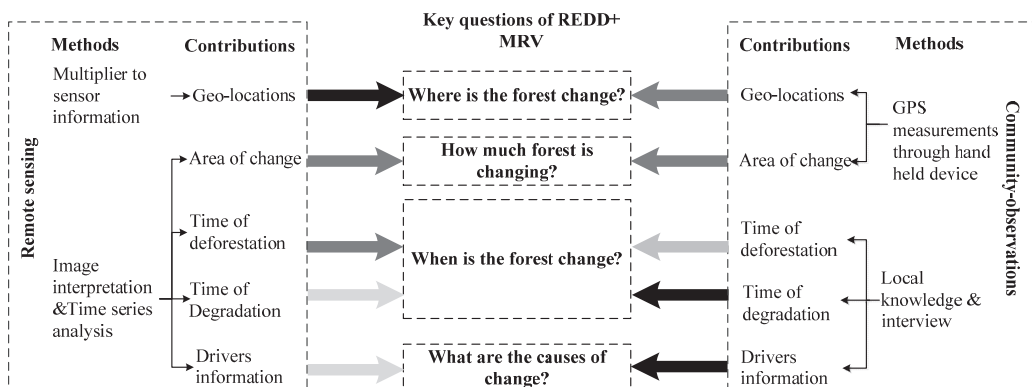 Key questions of REDD+
MRV
Remote sensing
Methods
Contributions
Multiplier to
sensor
information
Geo-locations
Area of change
Time of
deforestation
Image
interpretation
&Time series
analysis
Time of
Degradation
Drivers
information
Where is the forest change?
How much forest is
changing?
When is the forest change?
What are the causes of
change?
Contributions
Methods
Geo-locations
Area of change
GPS
measurements
through hand
held device
Time of
deforestation
Time of
degradation
Local
knowledge &
interview
Drivers
information
Community-observations